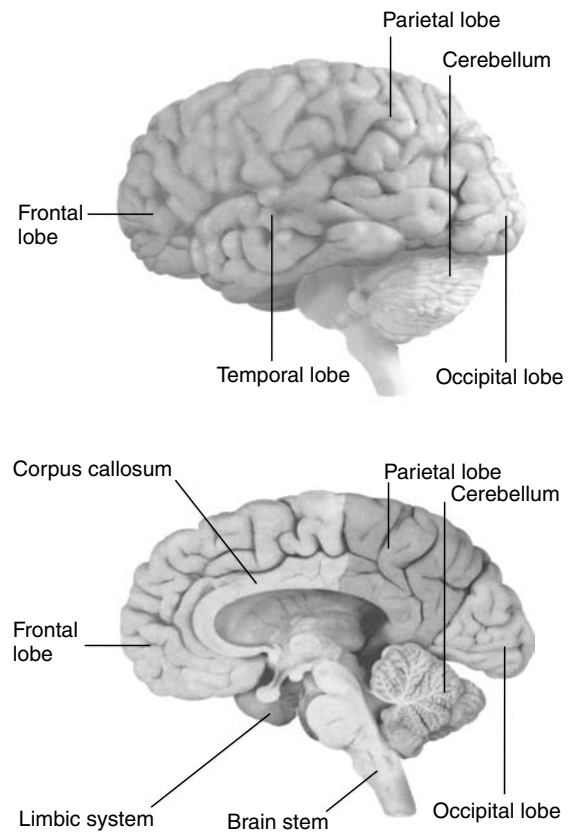 Parietal lobe
Cerebellum
Frontal
lobe
Temporal lobe
Occipital lobe
Corpus callosum
Parietal lobe
Cerebellum
Frontal
lobe
Limbic system
Brain stem
Occipital lobe